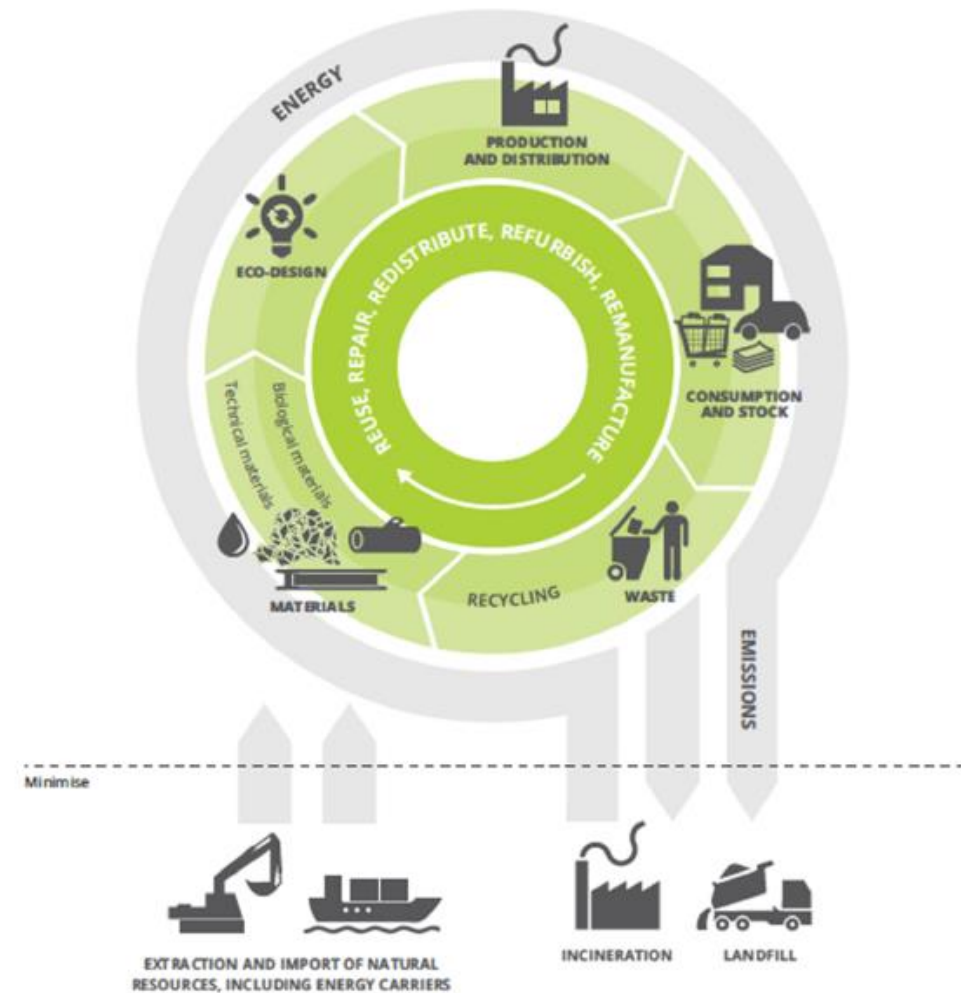 ENERGY
PRODUCTION
AND DISTRIBUTION
ECO-DESIGN
REUSE, REPAIR, REDISTRIBUTE, REFURBISH, REMANUFACTURE
CONSUMPTION
AND STOCK
Technical materials
Biological materials
MATERIALS
RECYCLING
WASTE
EMISSIONS
Minimise
EXTRACTION AND IMPORT OF NATURAL
RESOURCES, INCLUDING ENERGY CARRIERS
INCINERATION
LANDFILL